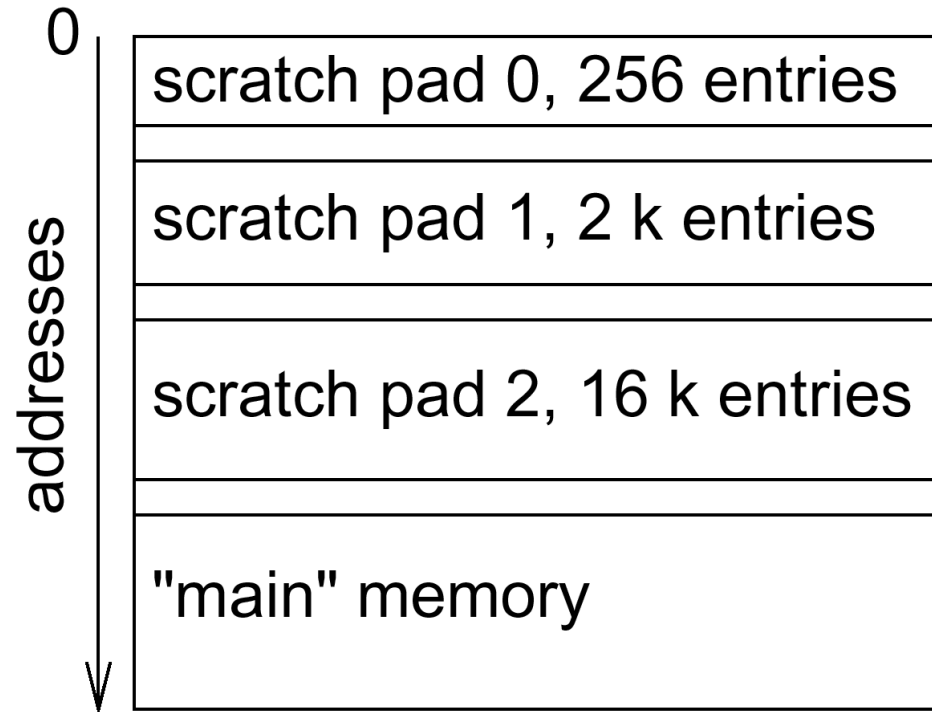 0
scratch pad 0, 256 entries
scratch pad 1, 2 k entries
addresses
scratch pad 2, 16 k entries
"main" memory